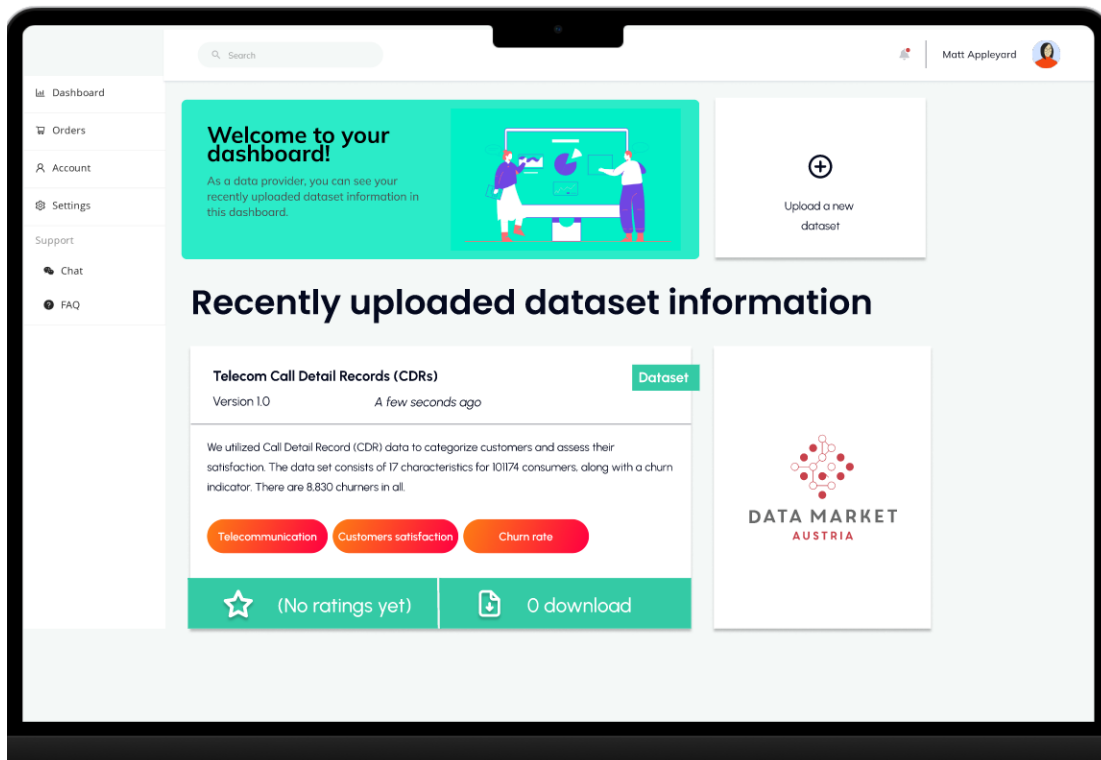 Search
Matt Appleyard
Dashboard
Orders
Account
Settings
Support
Chat
FAQ
Welcome to your
dashboard!
As a data provider, you can see your
recently uploaded dataset information in
this dashboard.
Upload a new
dataset
Recently uploaded dataset information
Telecom Call Detail Records (CDRs)
Dataset
Version 1.0
A few seconds ago
We utilized Call Detail Record (CDR) data to categorize customers and assess their
satisfaction. The data set consists of 17 characteristics for 101174 consumers, along with a churn
indicator. There are 8,830 churners in all.
Telecommunication
Customers satisfaction
Churn rate
(No ratings yet)
0 download
DATA MARKET
AUSTRIA